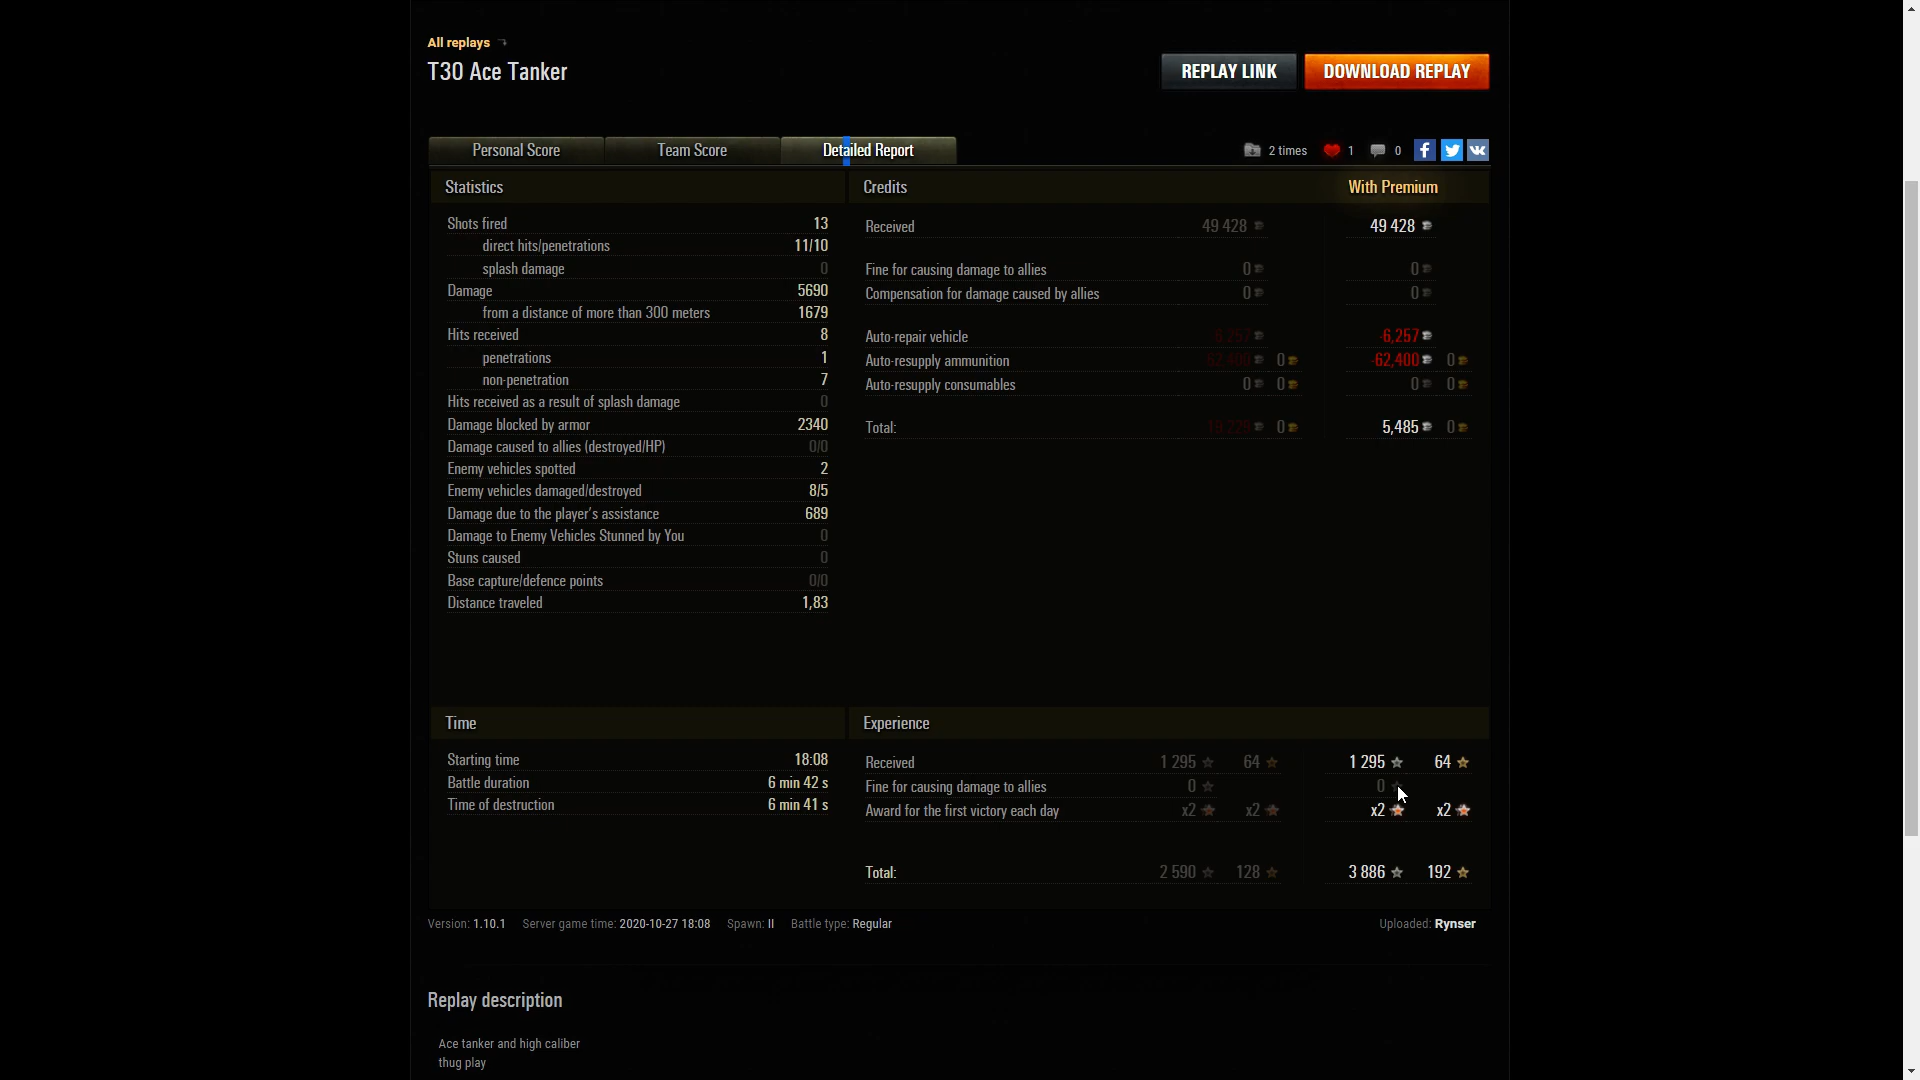 All replays
T30 Ace Tanker
REPLAY LINK
DOWNLOAD REPLAY
Personal Score
Team Score
Detailed Report
2 times
1
0
Statistics
Shots fired 13
direct hits/penetrations 11/10
splash damage 0
Damage 5690
from a distance of more than 300 meters 1679
Hits received 8
penetrations 1
non-penetration 7
Hits received as a result of splash damage 0
Damage blocked by armor 2340
Damage caused to allies (destroyed/HP) 0/0
Enemy vehicles spotted 2
Enemy vehicles damaged/destroyed 8/5
Damage due to the player's assistance 689
Damage to Enemy Vehicles Stunned by You 0
Stuns caused 0
Base capture/defence points 0/0
Distance traveled 1,83
Credits With Premium
Received 49 428 49 428
Fine for causing damage to allies 0 0
Compensation for damage caused by allies 0 0
Auto-repair vehicle -6,257
Auto-resupply ammunition 0 -62,400 0
Auto-resupply consumables 0 0 0 0
Total: 0 5,485 0
Time
Starting time 18:08
Battle duration 6 min 42 s
Time of destruction 6 min 41 s
Experience
Received 1 295 64 1 295 64
Fine for causing damage to allies 0 0
Award for the first victory each day x2 x2 x2 x2
Total: 2 590 128 3 886 192
Version: 1.10.1 Server game time: 2020-10-27 18:08 Spawn: II Battle type: Regular Uploaded: Rynser
Replay description
Ace tanker and high caliber
thug play